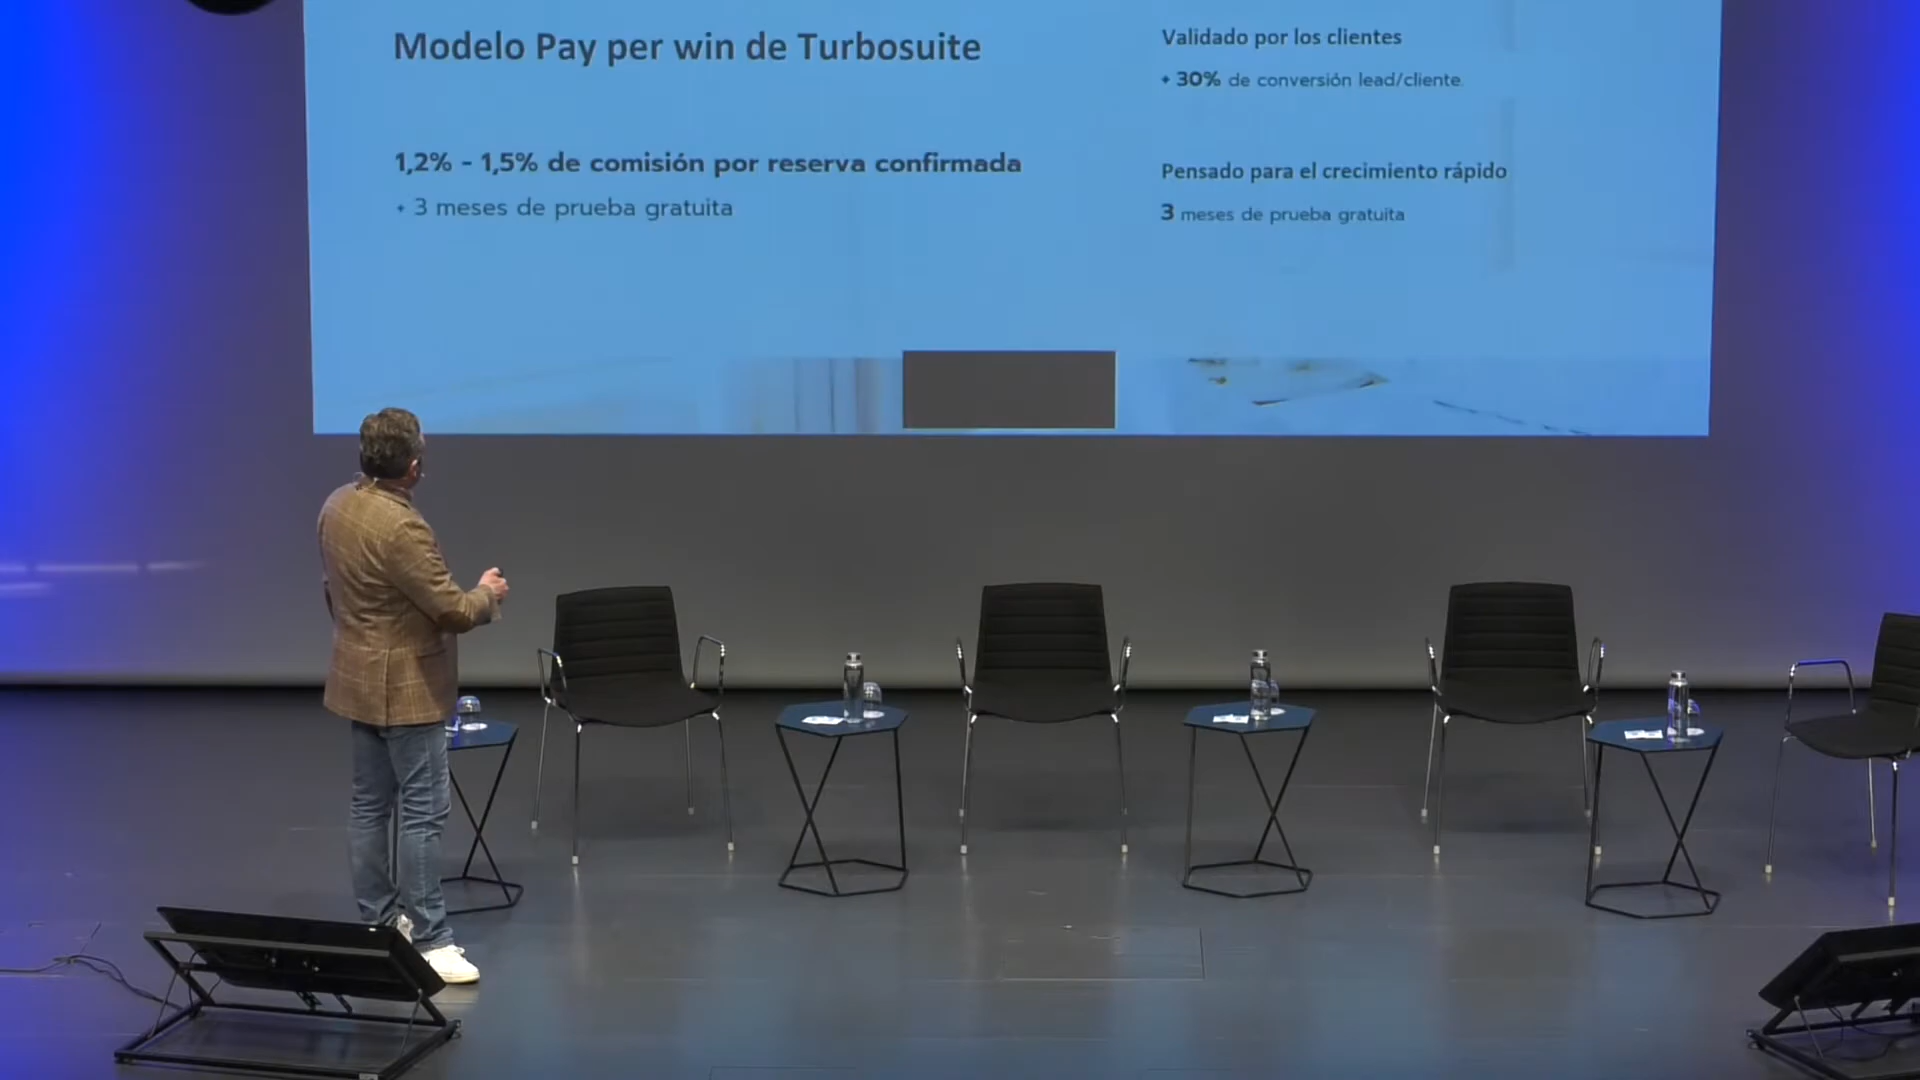 Modelo Pay per win de Turbosuite
1,2% - 1,5% de comisión por reserva confirmada
+ 3 meses de prueba gratuita
Validado por los clientes
+ 30% de conversión lead/cliente.
Pensado para el crecimiento rápido
3 meses de prueba gratuita